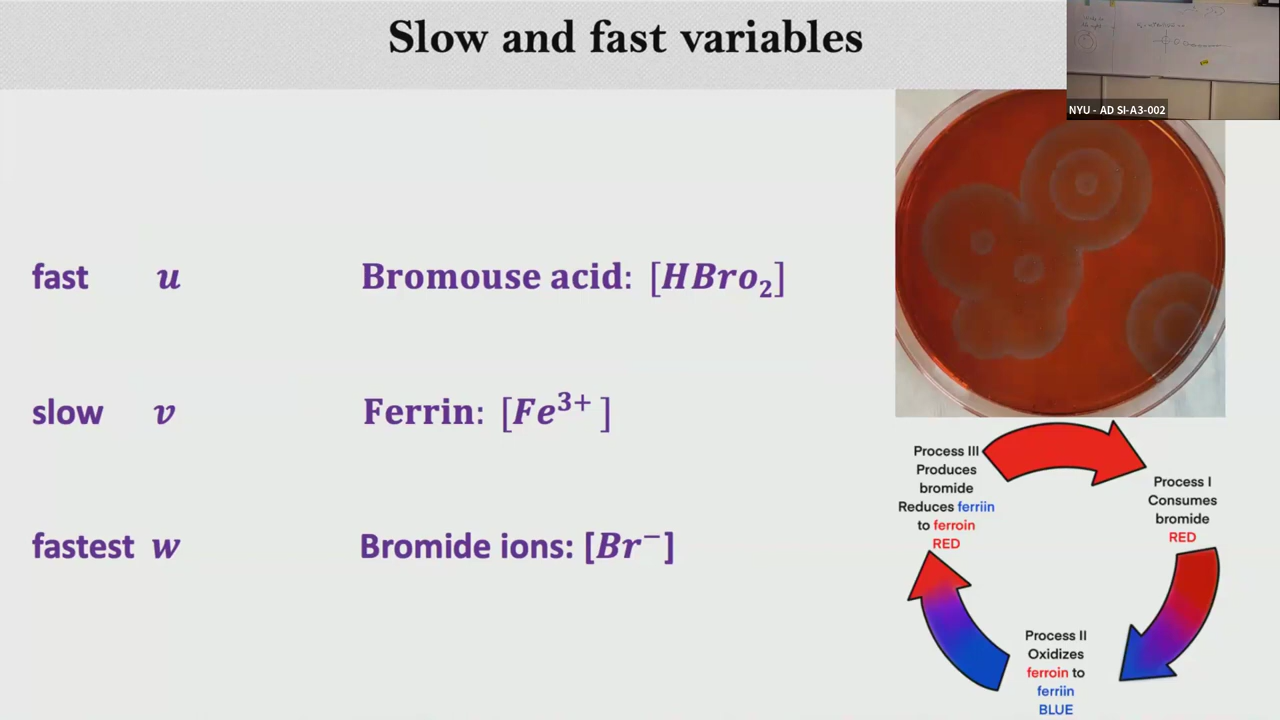 Slow and fast variables
NYU - AD SI-A3-002
fast u Bromouse acid: [HBro₂]
slow v Ferrin: [Fe³⁺ ]
fastest w Bromide ions: [Br⁻]
Process III
Produces
bromide
Reduces ferriin
to ferroin
RED
Process I
Consumes
bromide
RED
Process II
Oxidizes
ferroin to
ferriin
BLUE